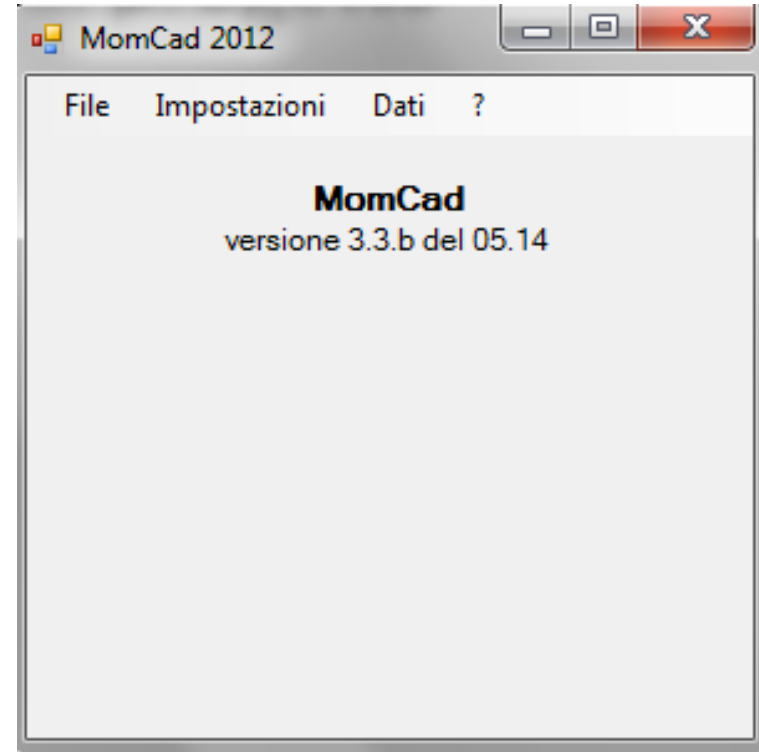 MomCad 2012
File Impostazioni Dati ?
MomCad
versione 3.3.b del 05.14